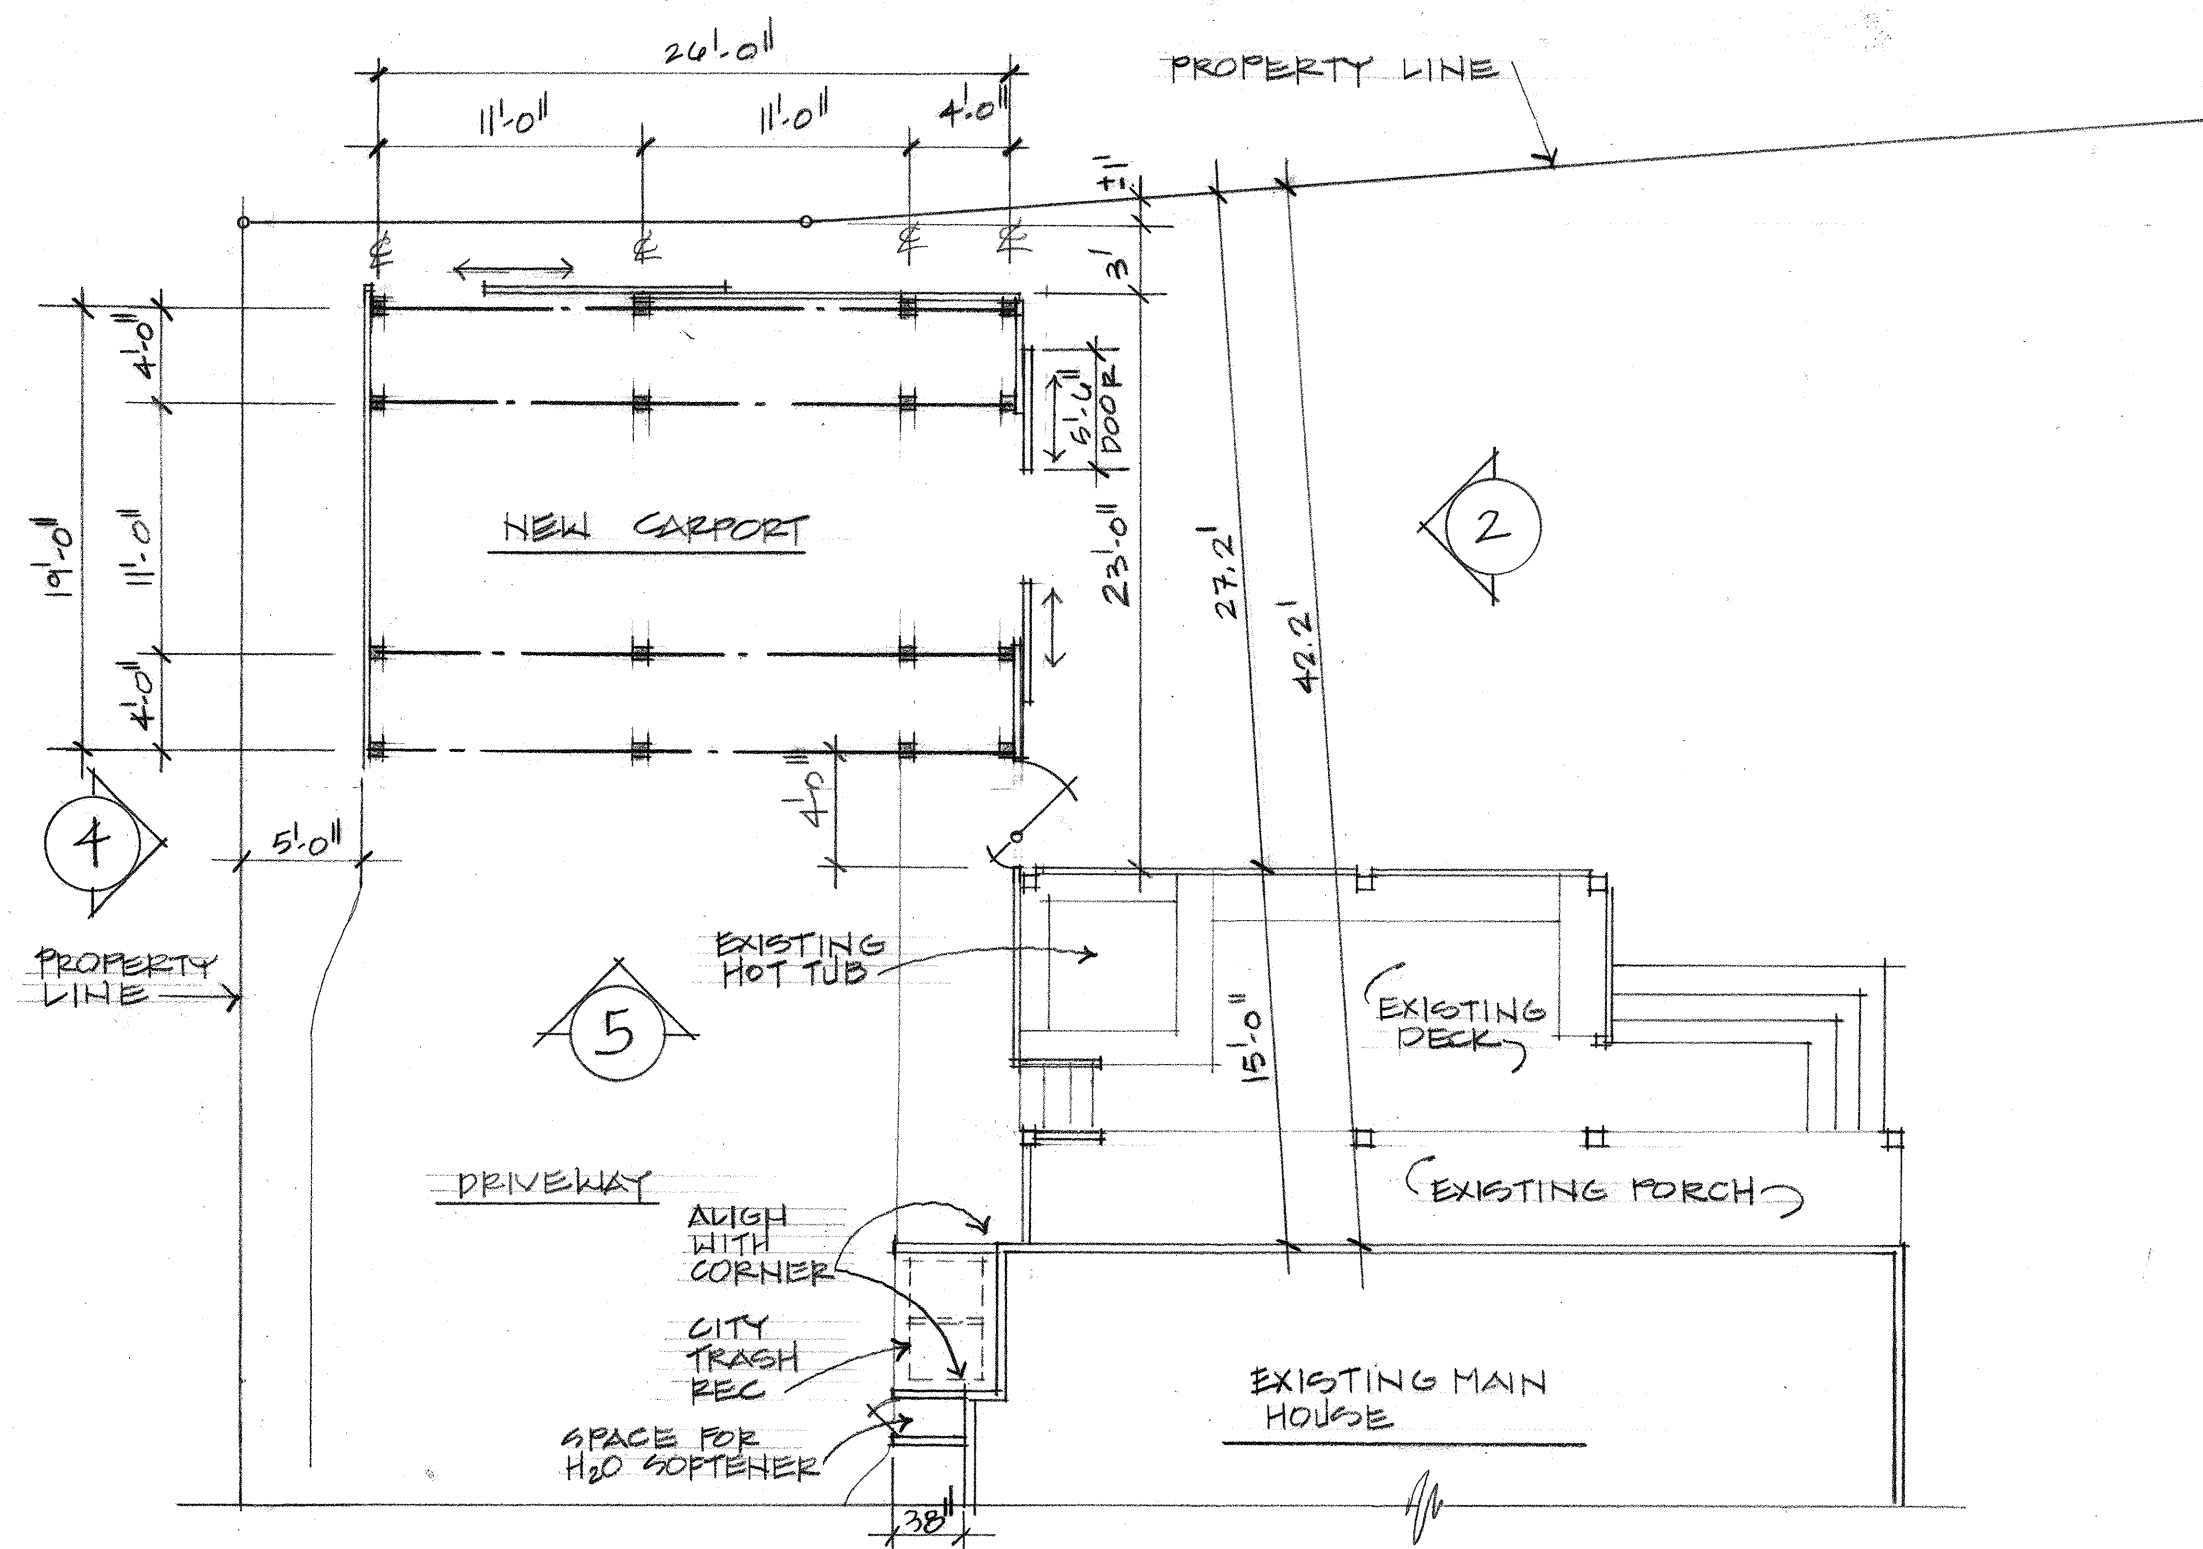 26'-0"
PROPERTY LINE
11'-0"
11'-0"
4'-0"
±1'
℄ ℄ ℄ ℄
3'
4'-0"
5'-6"
DOOR
19'-0"
11'-0"
NEW CARPORT
23'-0"
27.2'
42.2'
2
4'-0"
4'-0"
4
5'-0"
EXISTING
HOT TUB
PROPERTY
LINE
5
EXISTING
DECK
15'-0"
DRIVEWAY
EXISTING PORCH
ALIGN
WITH
CORNER
CITY
TRASH
REC
EXISTING MAIN
HOUSE
SPACE FOR
H2O SOFTENER
38"